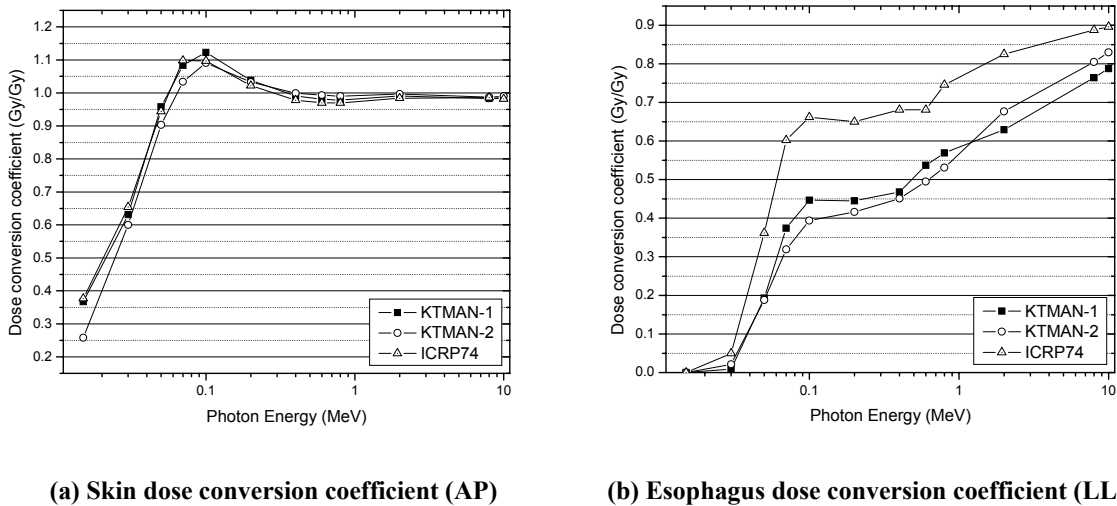 1.2
1.1
1.0
0.9
0.8
0.7
0.6
0.5
0.4
0.3
0.2
Dose conversion coefficient (Gy/Gy)
KTMAN-1
KTMAN-2
ICRP74
0.1
1
10
Photon Energy (MeV)
0.9
0.8
0.7
0.6
0.5
0.4
0.3
0.2
0.1
0.0
Dose conversion coefficient (Gy/Gy)
KTMAN-1
KTMAN-2
ICRP74
0.1
1
10
Photon Energy (MeV)
(a) Skin dose conversion coefficient (AP)
(b) Esophagus dose conversion coefficient (LL